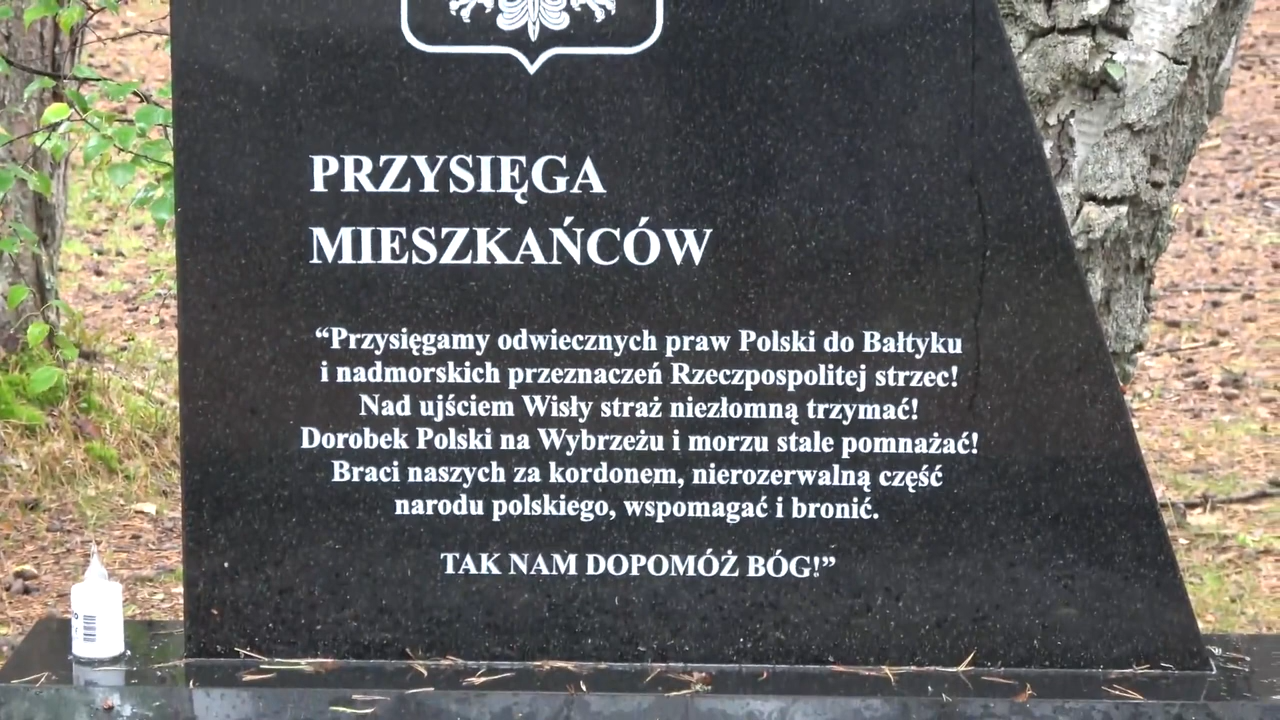 PRZYSIĘGA
MIESZKAŃCÓW
“Przysięgamy odwiecznych praw Polski do Bałtyku
i nadmorskich przeznaczeń Rzeczpospolitej strzec!
Nad ujściem Wisły straż niezłomną trzymać!
Dorobek Polski na Wybrzeżu i morzu stale pomnażać!
Braci naszych za kordonem, nierozerwalną część
narodu polskiego, wspomagać i bronić.
TAK NAM DOPOMÓŻ BÓG!”